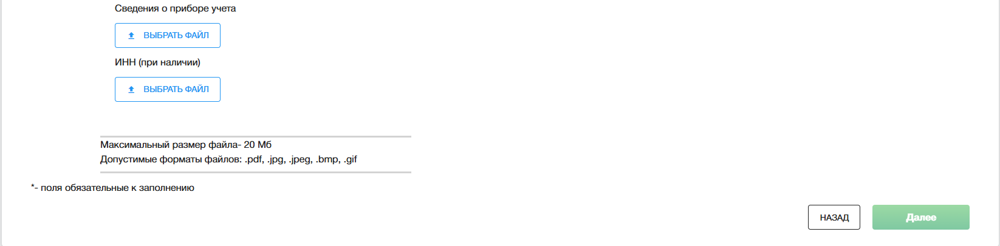 Сведения о приборе учета
ВЫБРАТЬ ФАЙЛ
ИНН (при наличии)
ВЫБРАТЬ ФАЙЛ
Максимальный размер файла- 20 Мб
Допустимые форматы файлов: .pdf, .jpg, .jpeg, .bmp, .gif
*- поля обязательные к заполнению
НАЗАД
Далее